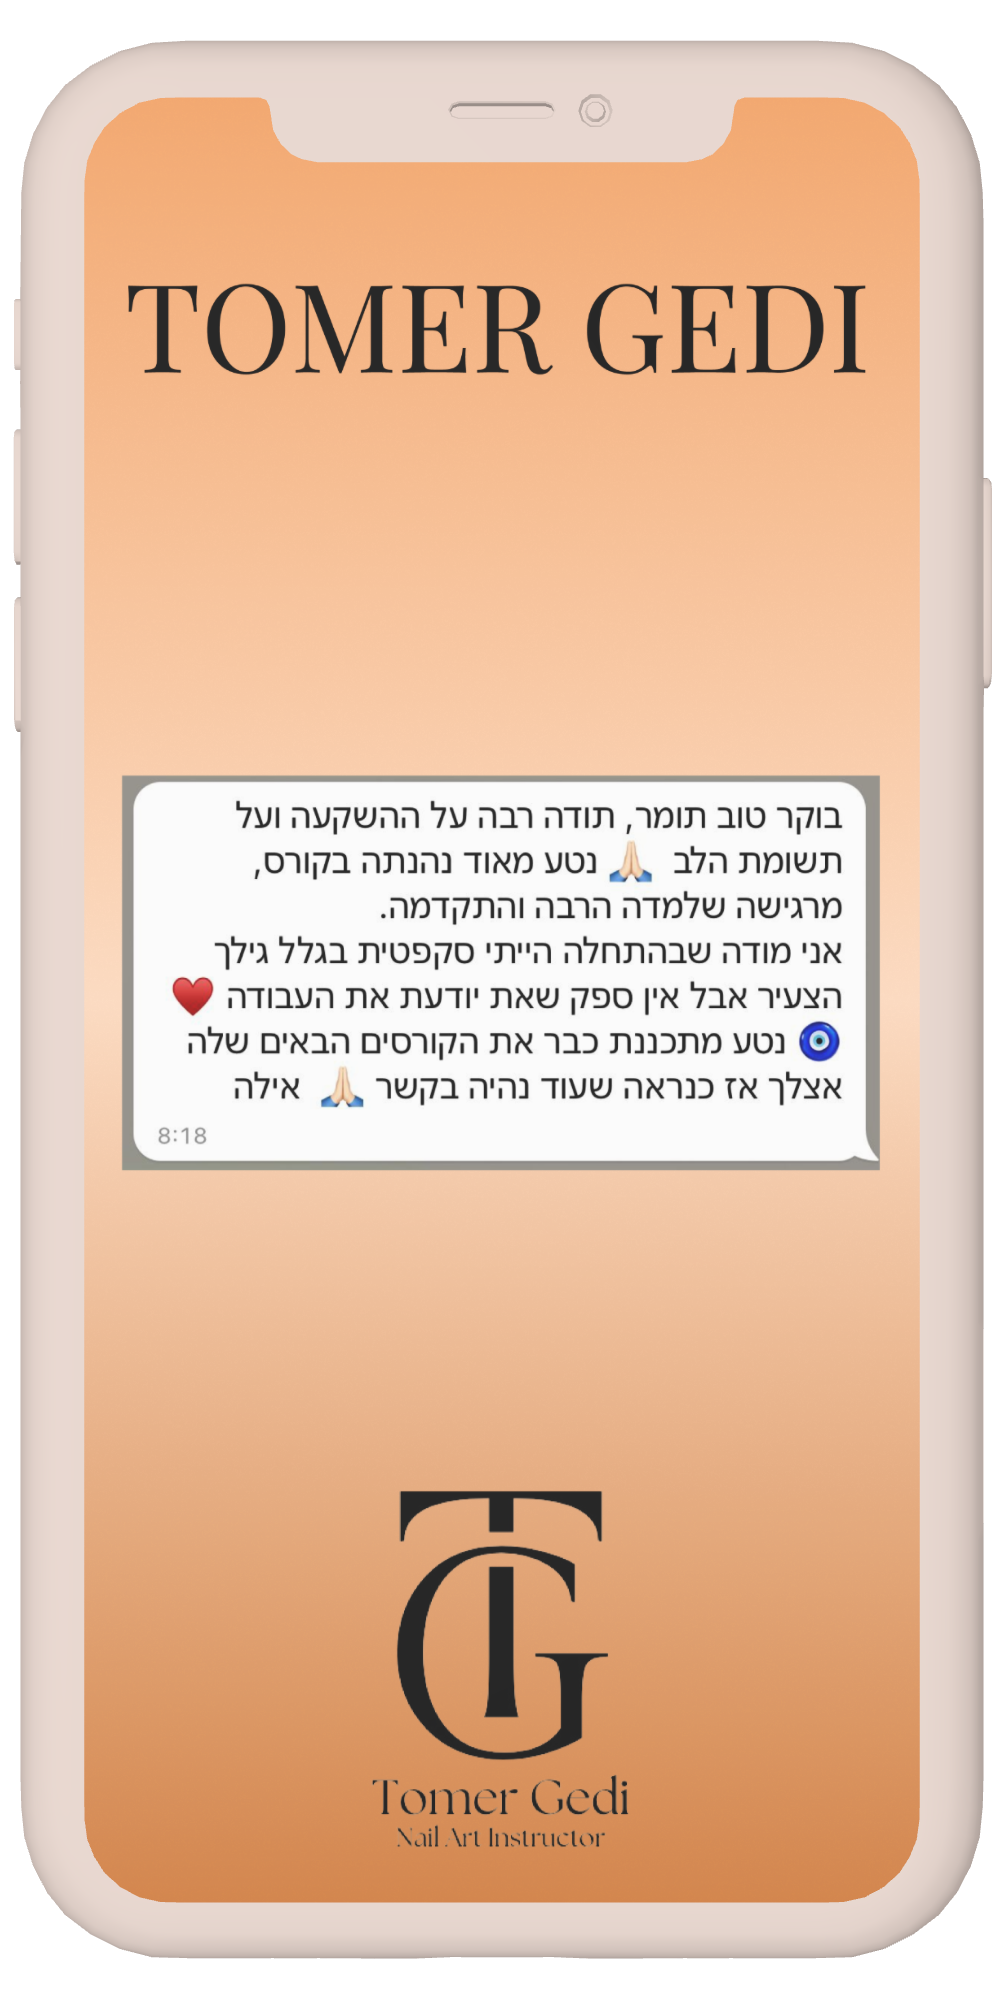 TOMER GEDI
בוקר טוב תומר, תודה רבה על ההשקעה ועל
תשומת הלב 🙏🏻 נטע מאוד נהנתה בקורס,
מרגישה שלמדה הרבה והתקדמה.
אני מודה שבהתחלה הייתי סקפטית בגלל גילך
הצעיר אבל אין ספק שאת יודעת את העבודה ♥️
🧿 נטע מתכננת כבר את הקורסים הבאים שלה
אצלך אז כנראה שעוד נהיה בקשר 🙏🏻 אילה
8:18
TG
Tomer Gedi
Nail Art Instructor